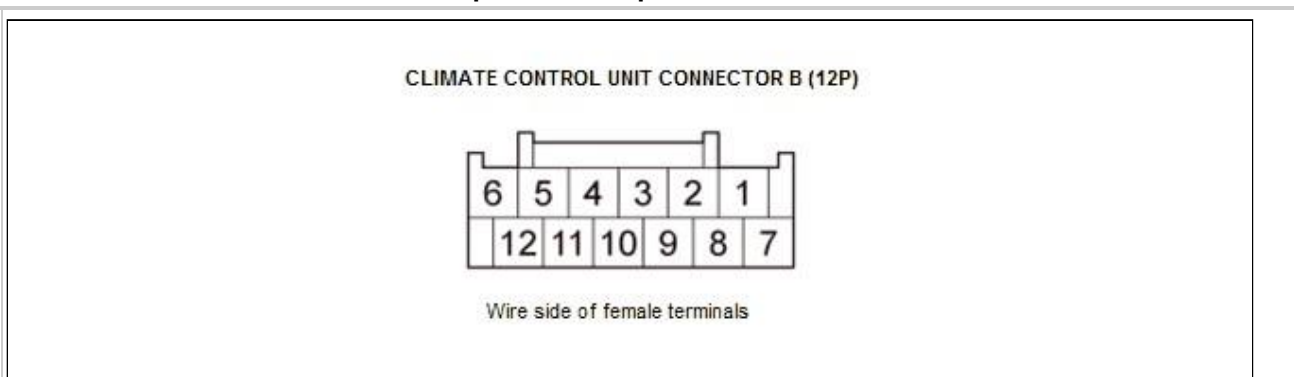 CLIMATE CONTROL UNIT CONNECTOR B (12P)
6 5 4 3 2 1
12 11 10 9 8 7
Wire side of female terminals